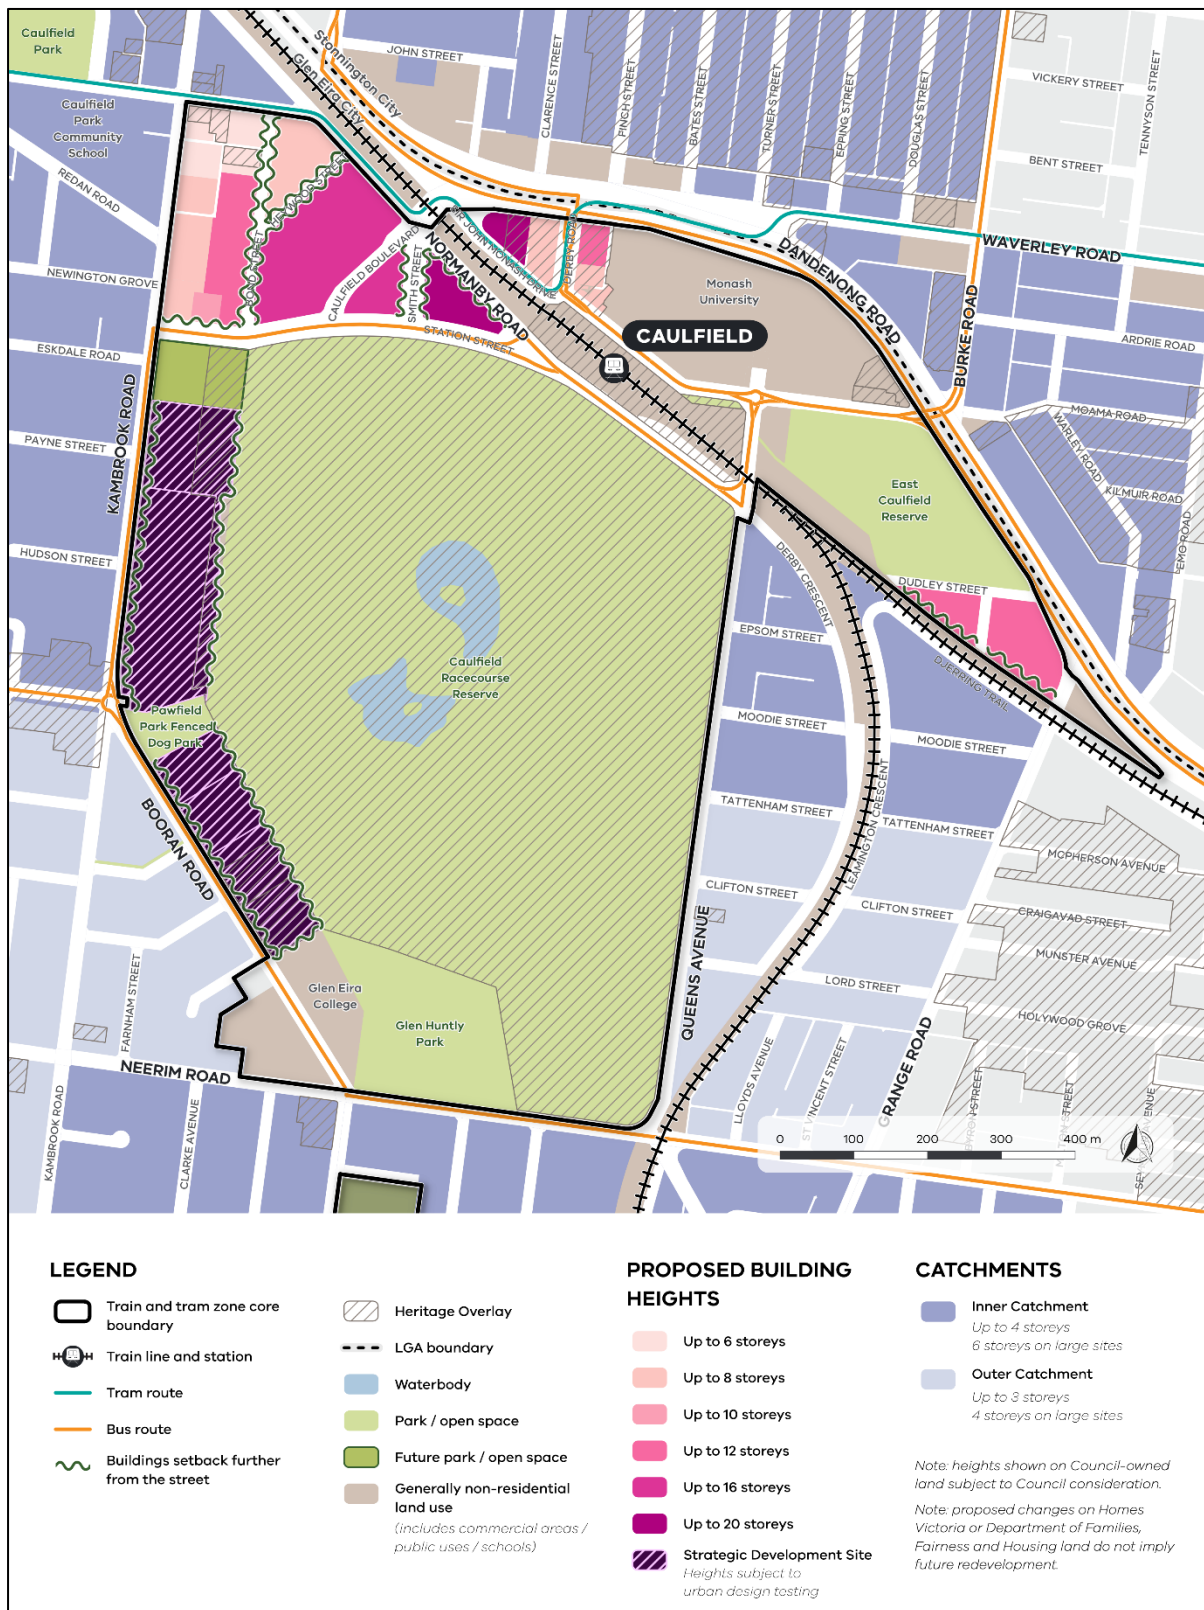 Caulfield
Park
JOHN STREET
Stonnington City
Glen Eira City
CLARENCE STREET
FINCH STREET
BATES STREET
TURNER STREET
EPPING STREET
DOUGLAS STREET
VICKERY STREET
TENNYSON STREET
BENT STREET
Caulfield
Park
Community
School
REDAN ROAD
NEWINGTON GROVE
ESKDALE ROAD
BOND STREET
HEYWOOD STREET
CAULFIELD BOULEVARD
SMITH STREET
SIR JOHN MONASH DRIVE
NORMANBY ROAD
DERBY ROAD
STATION STREET
Monash
University
CAULFIELD
DANDENONG ROAD
WAVERLEY ROAD
BURKE ROAD
ARDRIE ROAD
MOAMA ROAD
WARLEY ROAD
KILMUIR ROAD
EMO ROAD
KAMBROOK ROAD
PAYNE STREET
HUDSON STREET
East
Caulfield
Reserve
DUDLEY STREET
DERBY CRESCENT
EPSOM STREET
DJERRING TRAIL
Caulfield
Racecourse
Reserve
Pawfield
Park Fenced
Dog Park
MOODIE STREET
MOODIE STREET
BOORAN ROAD
TATTENHAM STREET
TATTENHAM STREET
LEAMINGTON CRESCENT
MCPHERSON AVENUE
CLIFTON STREET
CLIFTON STREET
CRAIGAVAD STREET
MUNSTER AVENUE
QUEENS AVENUE
LORD STREET
HOLYWOOD GROVE
FARNHAM STREET
Glen Eira
College
Glen Huntly
Park
NEERIM ROAD
KAMBROOK ROAD
CLARKE AVENUE
LLOYDS AVENUE
ST VINCENT STREET
GRANGE ROAD
BYRON STREET
0 100 200 300 400 m
LEGEND
Train and tram zone core
boundary
Train line and station
Tram route
Bus route
Buildings setback further
from the street
Heritage Overlay
LGA boundary
Waterbody
Park / open space
Future park / open space
Generally non-residential
land use
(includes commercial areas /
public uses / schools)
PROPOSED BUILDING
HEIGHTS
Up to 6 storeys
Up to 8 storeys
Up to 10 storeys
Up to 12 storeys
Up to 16 storeys
Up to 20 storeys
Strategic Development Site
Heights subject to
urban design testing
CATCHMENTS
Inner Catchment
Up to 4 storeys
6 storeys on large sites
Outer Catchment
Up to 3 storeys
4 storeys on large sites
Note: heights shown on Council-owned
land subject to Council consideration.
Note: proposed changes on Homes
Victoria or Department of Families,
Fairness and Housing land do not imply
future redevelopment.